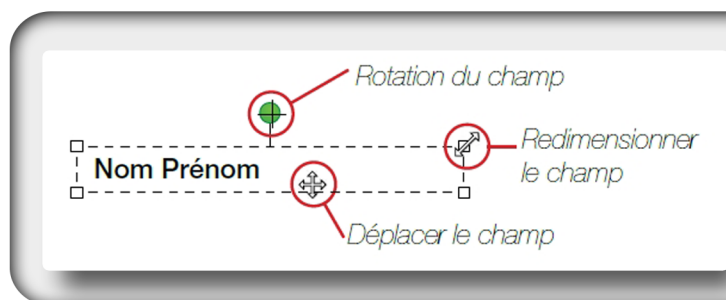 Rotation du champ
Redimensionner
le champ
Nom Prénom
Déplacer le champ